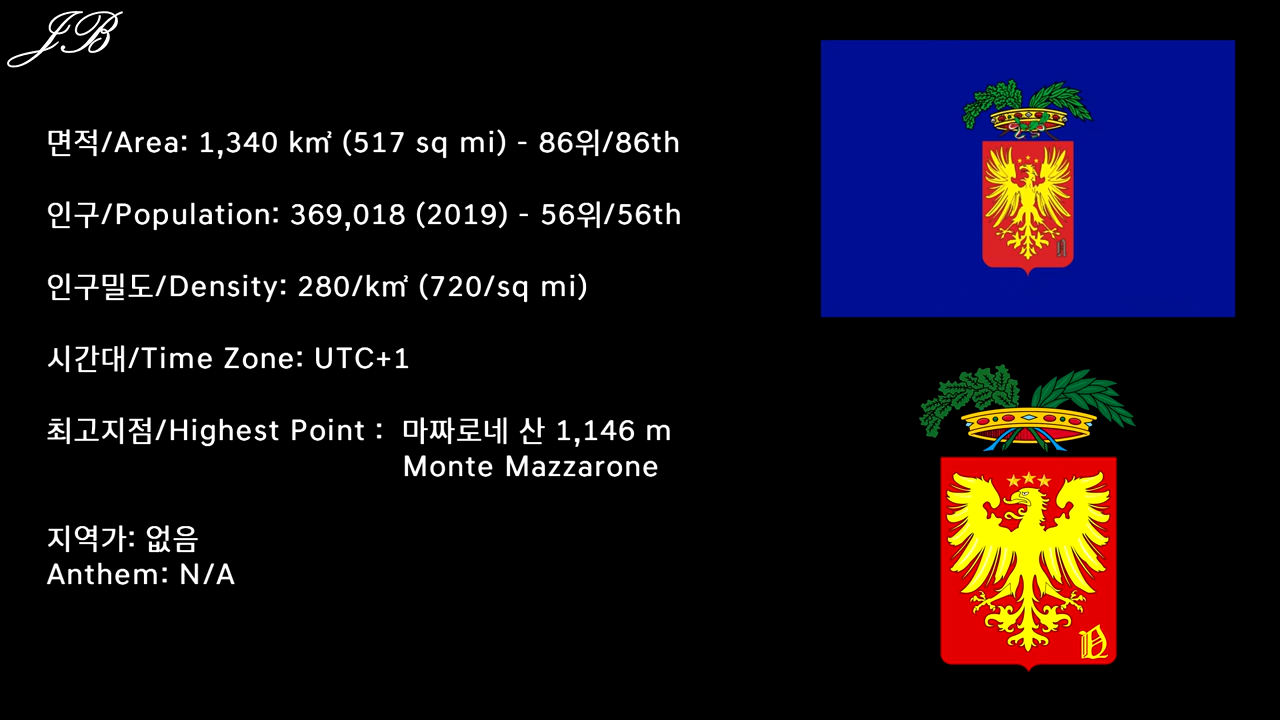 JB
면적/Area: 1,340 km² (517 sq mi) - 86위/86th
인구/Population: 369,018 (2019) - 56위/56th
인구밀도/Density: 280/km² (720/sq mi)
시간대/Time Zone: UTC+1
최고지점/Highest Point : 마짜로네 산 1,146 m
Monte Mazzarone
지역가: 없음
Anthem: N/A